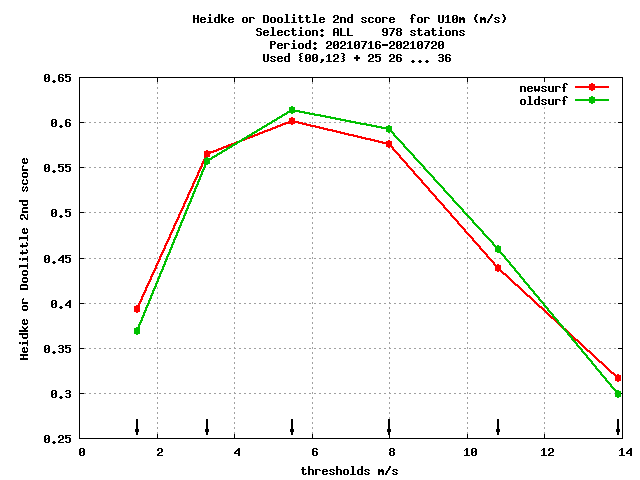 Heidke or Doolittle 2nd score  for U10m (m/s)
Selection: ALL    978 stations
Period: 20210716-20210720
Used {00,12} + 25 26 ... 36
newsurf
oldsurf
Heidke or Doolittle 2nd score
0.65
0.6
0.55
0.5
0.45
0.4
0.35
0.3
0.25
0 2 4 6 8 10 12 14
thresholds m/s